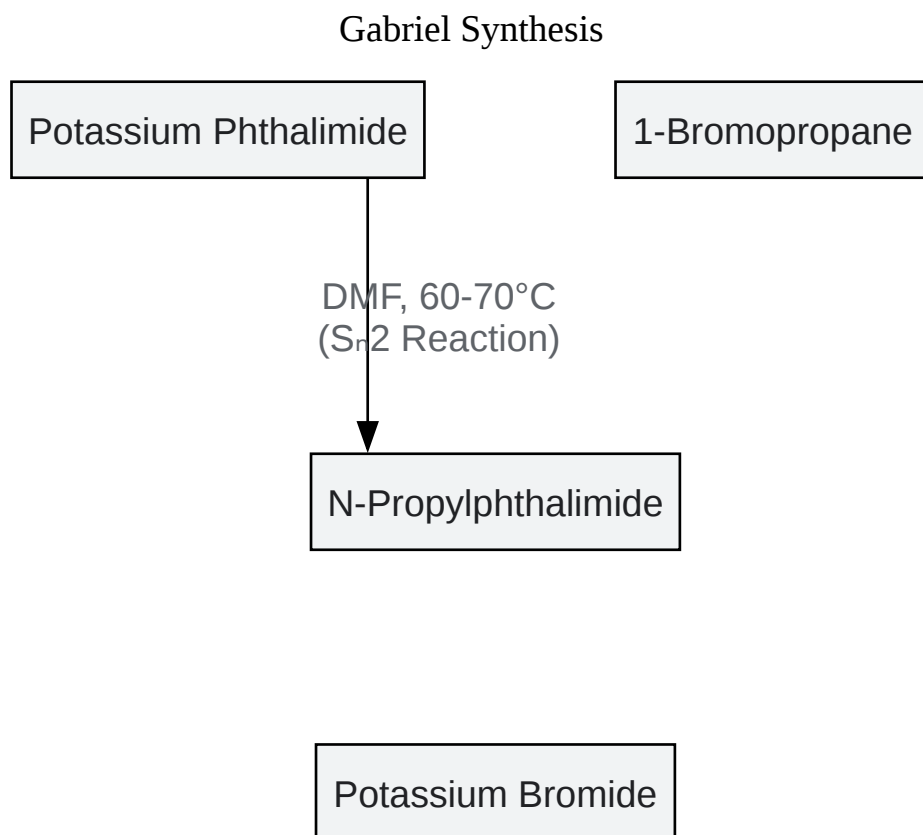 Gabriel Synthesis
Potassium Phthalimide
1-Bromopropane
DMF, 60-70°C
(Sₙ2 Reaction)
N-Propylphthalimide
Potassium Bromide